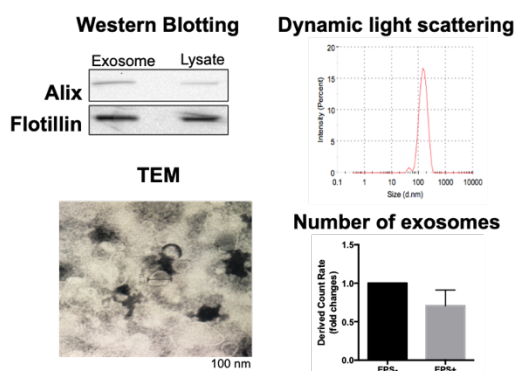 Western Blotting
Exosome Lysate
Alix
Flotillin
TEM
100 nm
Dynamic light scattering
Intensity (Percent)
20
15
10
5
0
0.1 1 10 100 1000 10000
Size (d.nm)
Number of exosomes
Derived Count Rate
(fold changes)
1.5
1.0
0.5
0.0
EPS- EPS+